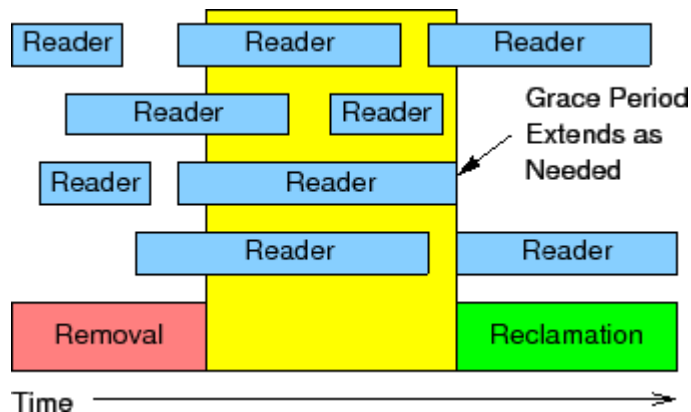 Reader
Reader
Reader
Reader
Reader
Grace Period
Extends as
Needed
Reader
Reader
Reader
Reader
Removal
Reclamation
Time